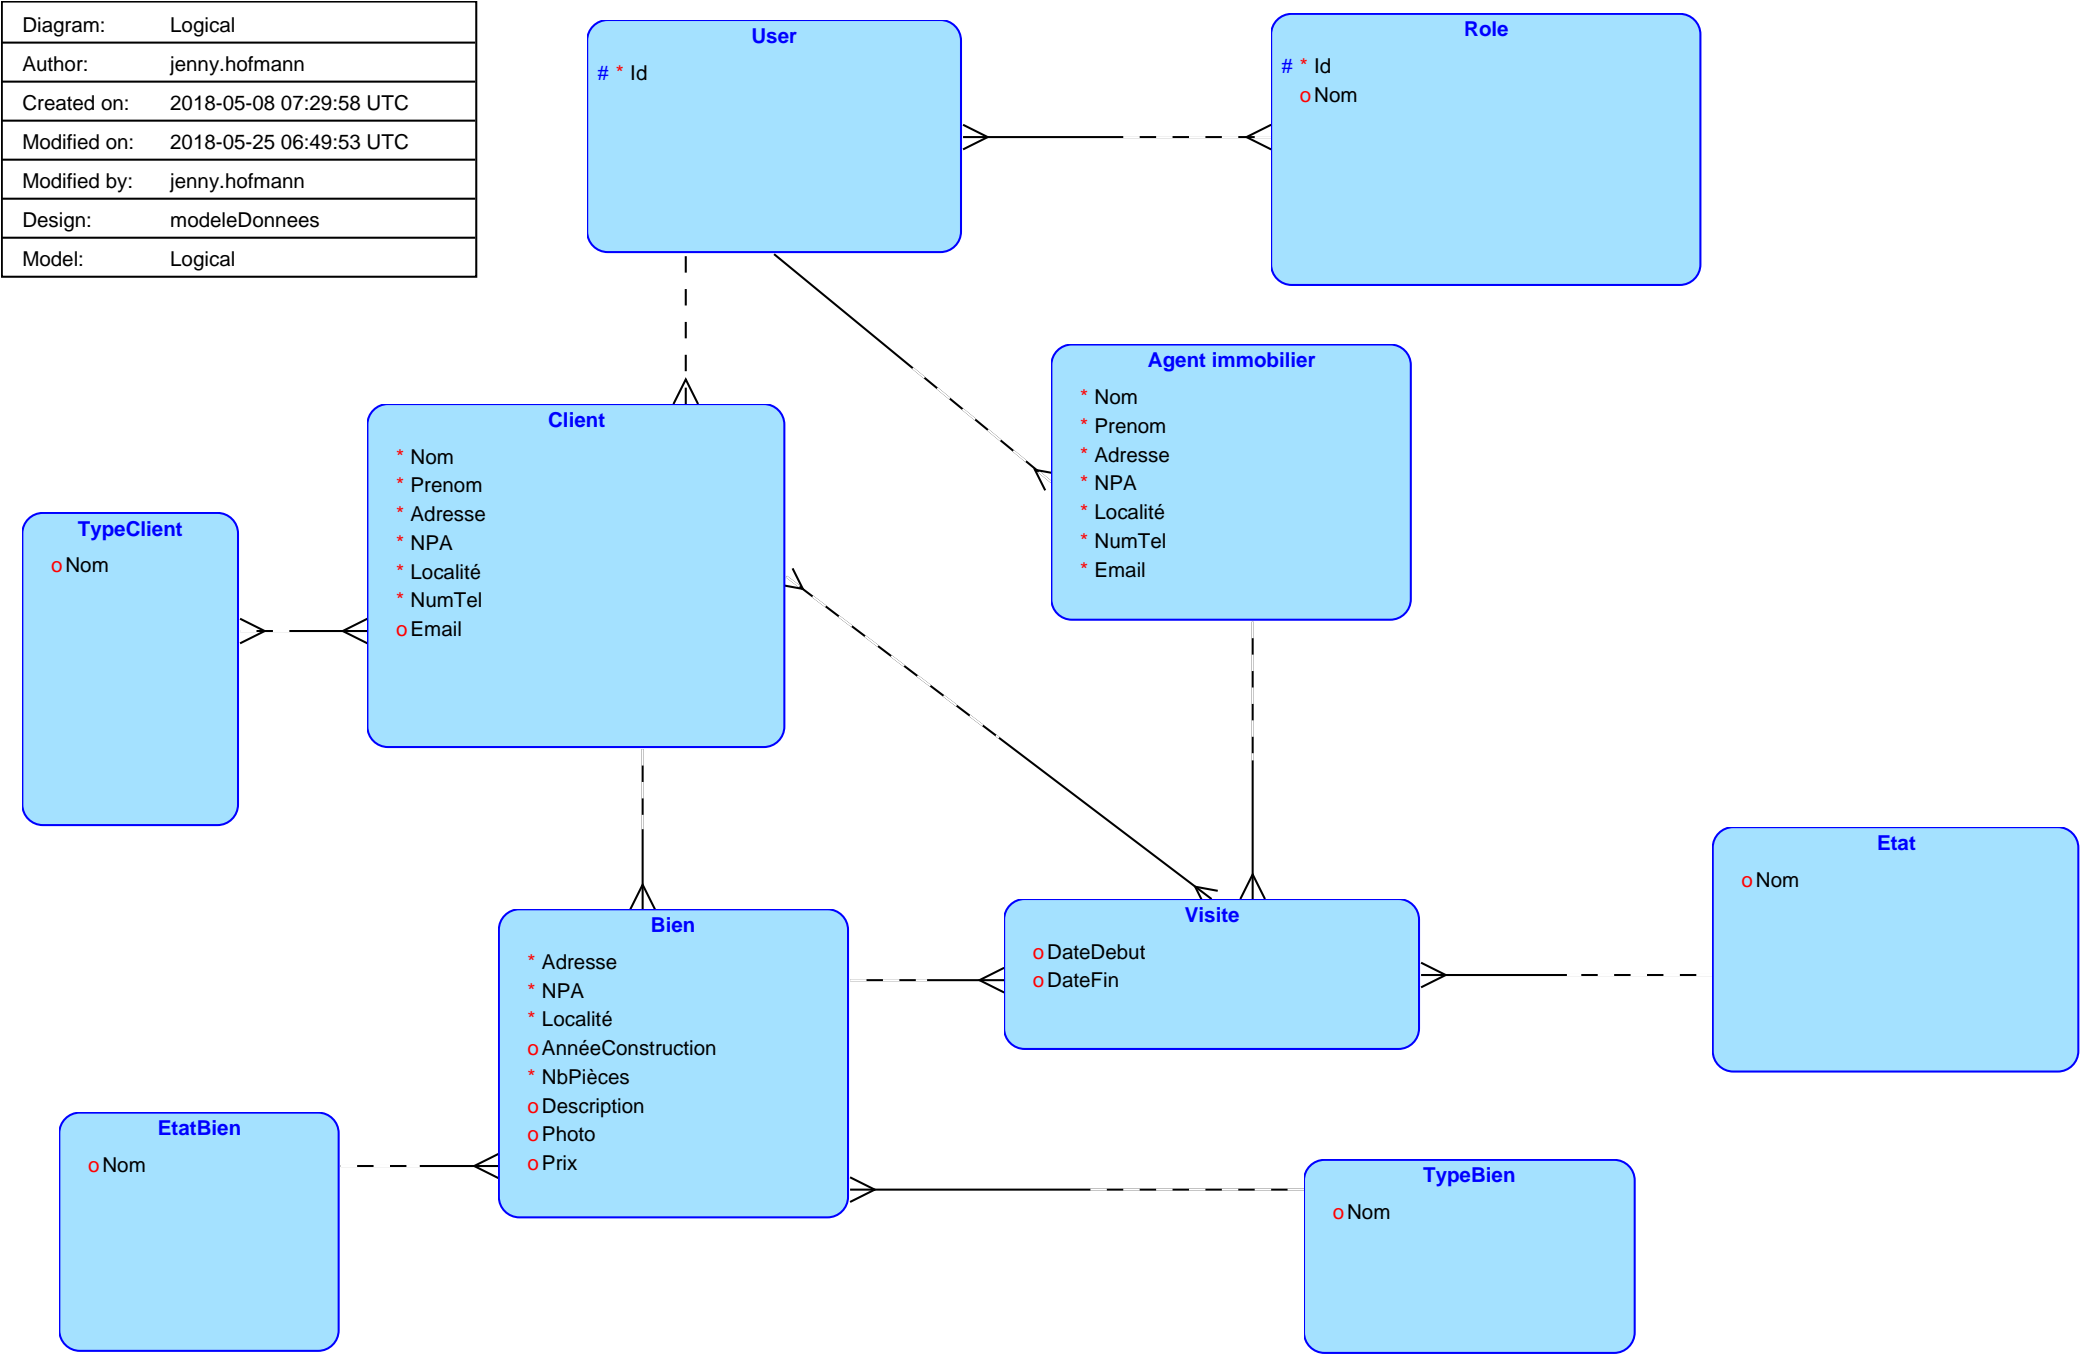 Diagram: Logical
Author: jenny.hofmann
Created on: 2018-05-08 07:29:58 UTC
Modified on: 2018-05-25 06:49:53 UTC
Modified by: jenny.hofmann
Design: modeleDonnees
Model: Logical
User
# * Id
Role
# * Id
o Nom
Agent immobilier
* Nom
* Prenom
* Adresse
* NPA
* Localité
* NumTel
* Email
Client
* Nom
* Prenom
* Adresse
* NPA
* Localité
* NumTel
o Email
TypeClient
o Nom
Etat
o Nom
Visite
o DateDebut
o DateFin
Bien
* Adresse
* NPA
* Localité
o AnnéeConstruction
* NbPièces
o Description
o Photo
o Prix
EtatBien
o Nom
TypeBien
o Nom